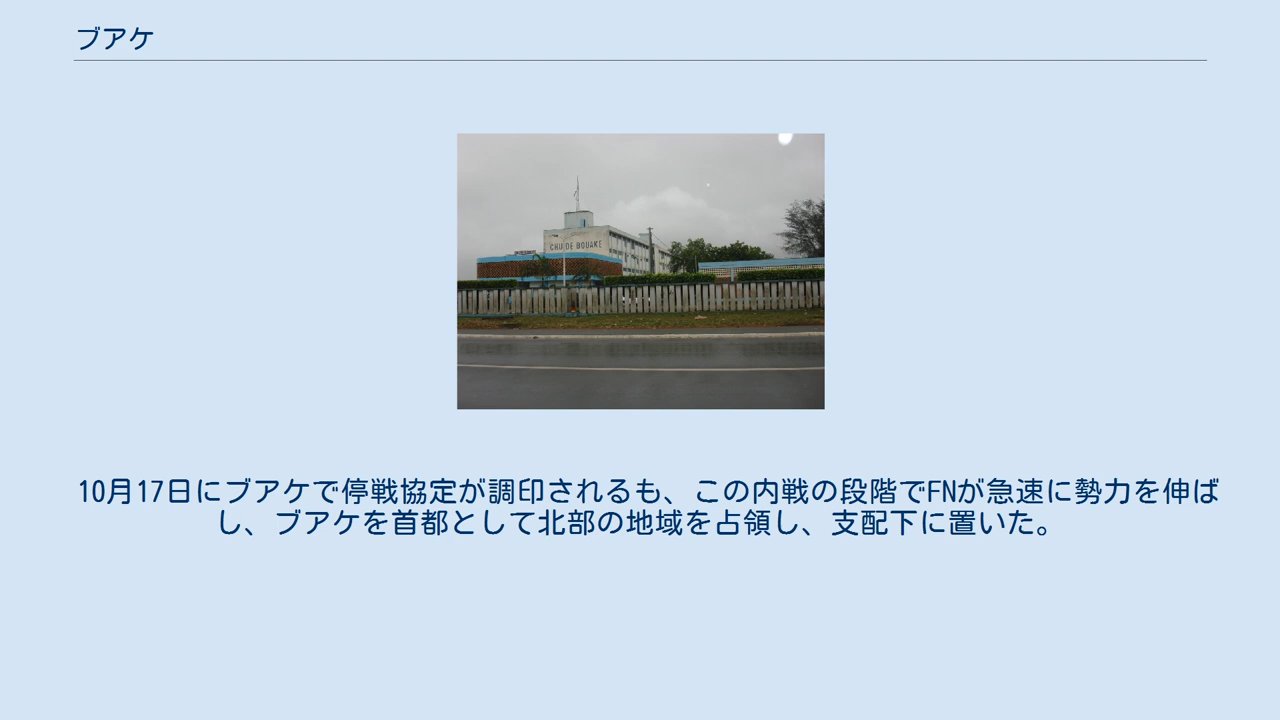 ブアケ
CHU DE BOUAKE
10月17日にブアケで停戦協定が調印されるも、この内戦の段階でFNが急速に勢力を伸ば
し、ブアケを首都として北部の地域を占領し、支配下に置いた。